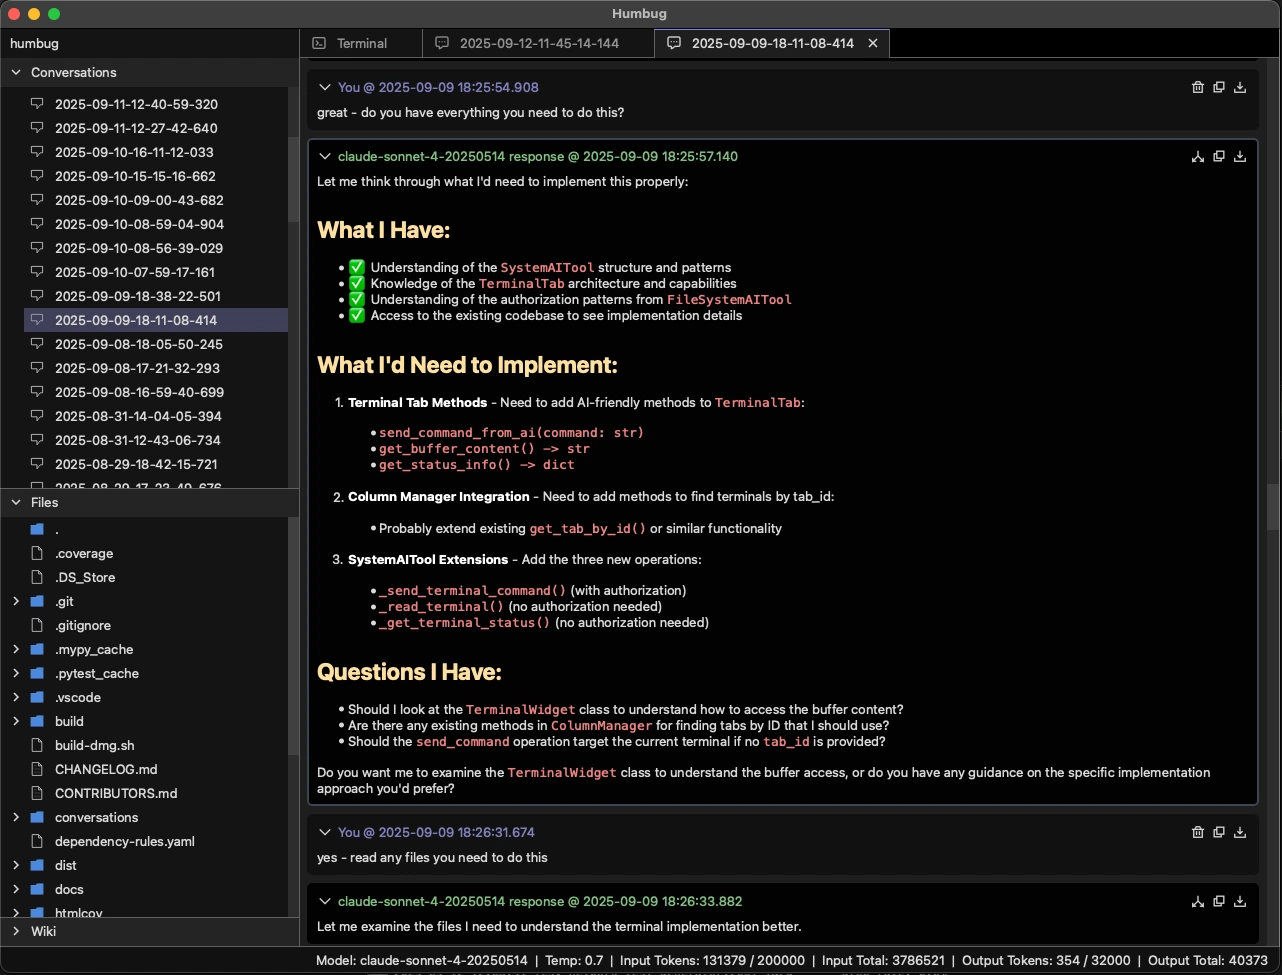 Humbug
humbug
Terminal
2025-09-12-11-45-14-144
2025-09-09-18-11-08-414
Conversations
2025-09-11-12-40-59-320
2025-09-11-12-27-42-640
2025-09-10-16-11-12-033
2025-09-10-15-15-16-662
2025-09-10-09-00-43-682
2025-09-10-08-59-04-904
2025-09-10-08-56-39-029
2025-09-10-07-59-17-161
2025-09-09-18-38-22-501
2025-09-09-18-11-08-414
2025-09-08-18-05-50-245
2025-09-08-17-21-32-293
2025-09-08-16-59-40-699
2025-08-31-14-04-05-394
2025-08-31-12-43-06-734
2025-08-29-18-42-15-721
2025-08-29-17-23-49-676
Files
.
.coverage
.DS_Store
.git
.gitignore
.mypy_cache
.pytest_cache
.vscode
build
build-dmg.sh
CHANGELOG.md
CONTRIBUTORS.md
conversations
dependency-rules.yaml
dist
docs
htmlcov
Wiki
You @ 2025-09-09 18:25:54.908
great - do you have everything you need to do this?
claude-sonnet-4-20250514 response @ 2025-09-09 18:25:57.140
Let me think through what I'd need to implement this properly:
What I Have:
• ✅ Understanding of the SystemAITool structure and patterns
• ✅ Knowledge of the TerminalTab architecture and capabilities
• ✅ Understanding of the authorization patterns from FileSystemAITool
• ✅ Access to the existing codebase to see implementation details
What I'd Need to Implement:
1. Terminal Tab Methods - Need to add AI-friendly methods to TerminalTab:
• send_command_from_ai(command: str)
• get_buffer_content() -> str
• get_status_info() -> dict
2. Column Manager Integration - Need to add methods to find terminals by tab_id:
• Probably extend existing get_tab_by_id() or similar functionality
3. SystemAITool Extensions - Add the three new operations:
• _send_terminal_command() (with authorization)
• _read_terminal() (no authorization needed)
• _get_terminal_status() (no authorization needed)
Questions I Have:
• Should I look at the TerminalWidget class to understand how to access the buffer content?
• Are there any existing methods in ColumnManager for finding tabs by ID that I should use?
• Should the send_command operation target the current terminal if no tab_id is provided?
Do you want me to examine the TerminalWidget class to understand the buffer access, or do you have any guidance on the specific implementation
approach you'd prefer?
You @ 2025-09-09 18:26:31.674
yes - read any files you need to do this
claude-sonnet-4-20250514 response @ 2025-09-09 18:26:33.882
Let me examine the files I need to understand the terminal implementation better.
Model: claude-sonnet-4-20250514 | Temp: 0.7 | Input Tokens: 131379 / 200000 | Input Total: 3786521 | Output Tokens: 354 / 32000 | Output Total: 40373